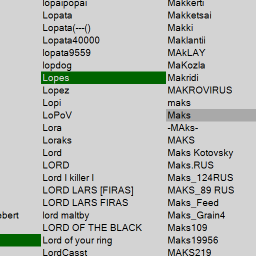 lopaipopai
Lopata
Lopata(---()
Lopata40000
lopata9559
lopdog
Lopes
Lopez
Lopi
LoPoV
Lora
Loraks
Lord
LORD
Lord I killer I
LORD LARS [FIRAS]
LORD LARS FIRAS
lord maltby
LORD OF THE BLACK
Lord of your ring
LordCasst
Makkerti
Makketsai
Makki
Maklantii
MAkLAY
MaKozla
Makridi
MAKROVIRUS
maks
Maks
-MAks-
MAKS
Maks Kotovsky
Maks.RUS
Maks_124RUS
MAKS_89 RUS
Maks_Feed
Maks_Grain4
Maks109
Maks19956
MAKS219